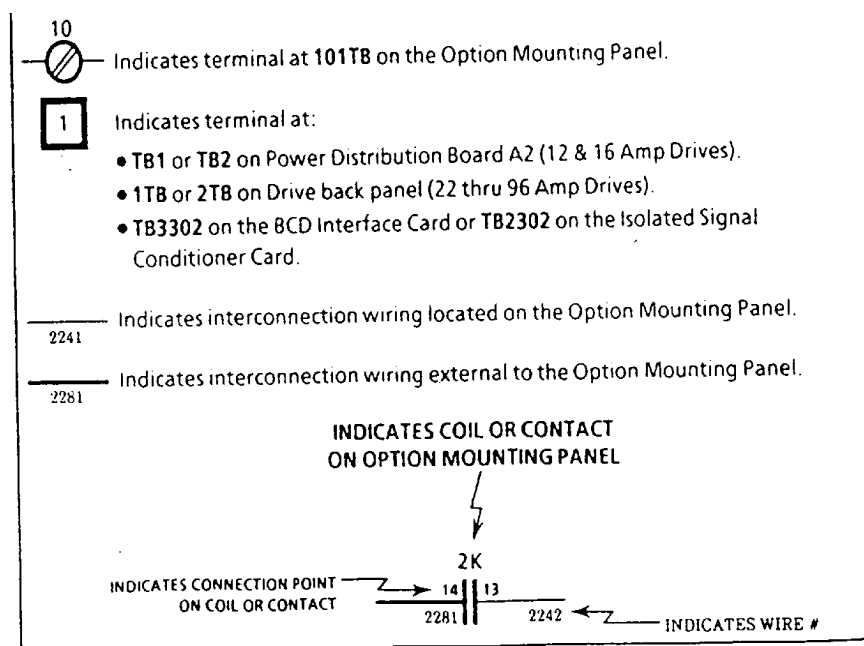 10
Indicates terminal at 101TB on the Option Mounting Panel.
1
Indicates terminal at:
• TB1 or TB2 on Power Distribution Board A2 (12 & 16 Amp Drives).
• 1TB or 2TB on Drive back panel (22 thru 96 Amp Drives).
• TB3302 on the BCD Interface Card or TB2302 on the Isolated Signal
Conditioner Card.
2241
Indicates interconnection wiring located on the Option Mounting Panel.
2281
Indicates interconnection wiring external to the Option Mounting Panel.
INDICATES COIL OR CONTACT
ON OPTION MOUNTING PANEL
2K
INDICATES CONNECTION POINT
ON COIL OR CONTACT
14 13
2281 2242
INDICATES WIRE #